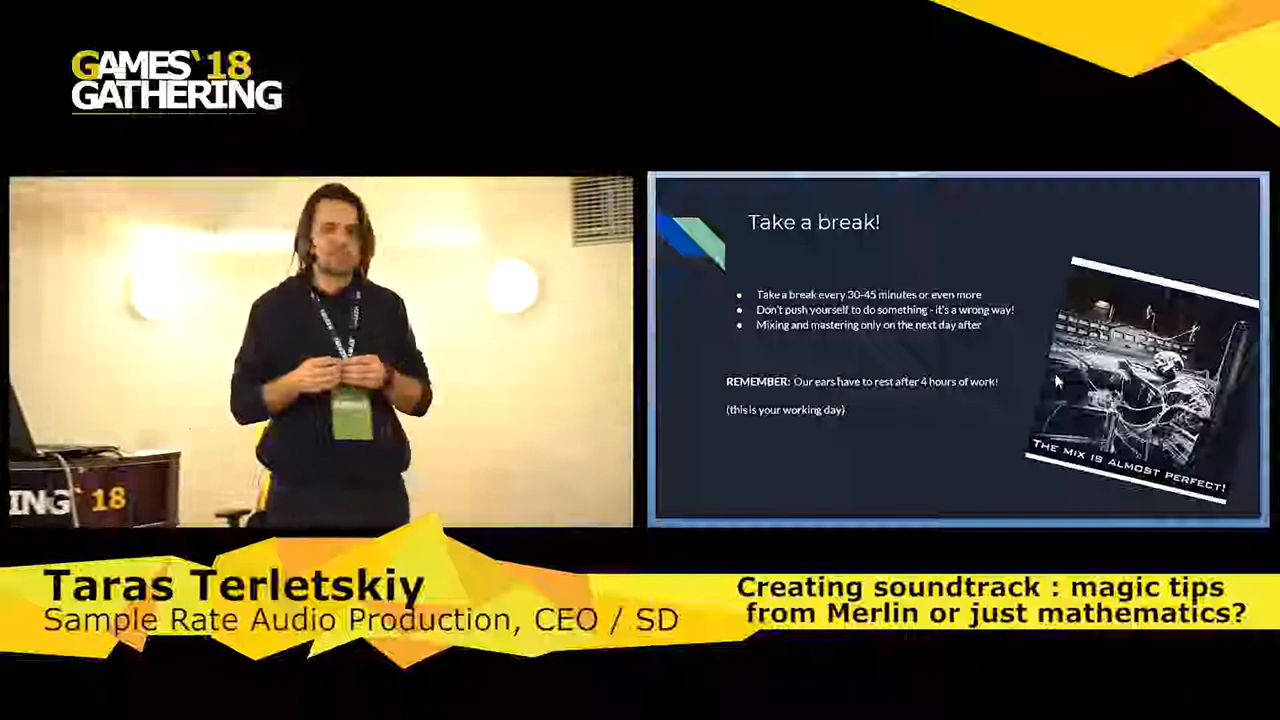 GAMES`18
GATHERING
ING` 18
Take a break!
Take a break every 30-45 minutes or even more
Don't push yourself to do something - it's a wrong way!
Mixing and mastering only on the next day after
REMEMBER: Our ears have to rest after 4 hours of work!
(this is your working day)
THE MIX IS ALMOST PERFECT!
Taras Terletskiy
Sample Rate Audio Production, CEO / SD
Creating soundtrack : magic tips
from Merlin or just mathematics?